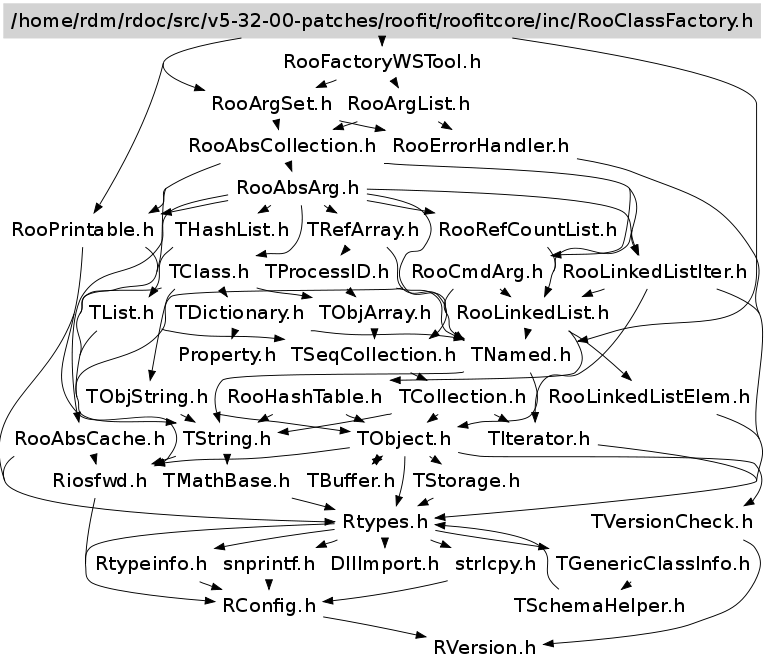 /home/rdm/rdoc/src/v5-32-00-patches/roofit/roofitcore/inc/RooClassFactory.h
RooFactoryWSTool.h
RooArgSet.h RooArgList.h
RooAbsCollection.h RooErrorHandler.h
RooAbsArg.h
RooPrintable.h THashList.h TRefArray.h RooRefCountList.h
TClass.h TProcessID.h RooCmdArg.h RooLinkedListIter.h
TList.h TDictionary.h TObjArray.h RooLinkedList.h
Property.h TSeqCollection.h TNamed.h
TObjString.h RooHashTable.h TCollection.h RooLinkedListElem.h
RooAbsCache.h TString.h TObject.h TIterator.h
Riosfwd.h TMathBase.h TBuffer.h TStorage.h
Rtypes.h TVersionCheck.h
Rtypeinfo.h snprintf.h DllImport.h strlcpy.h TGenericClassInfo.h
RConfig.h TSchemaHelper.h
RVersion.h